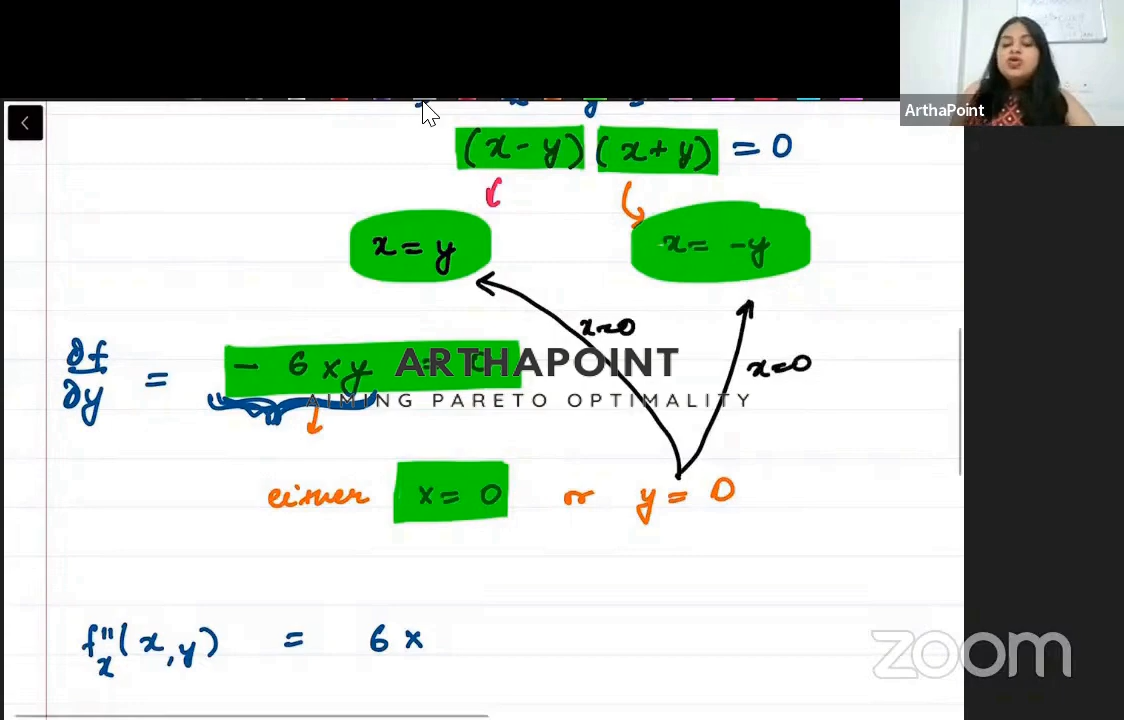 ArthaPoint
(x - y) (x + y) = 0
x = y
x = -y
x=0
∂f/∂y = - 6xy =
x=0
ARTHAPOINT
AIMING PARETO OPTIMALITY
either x = 0 or y = 0
f''x (x, y) = 6x
zoom